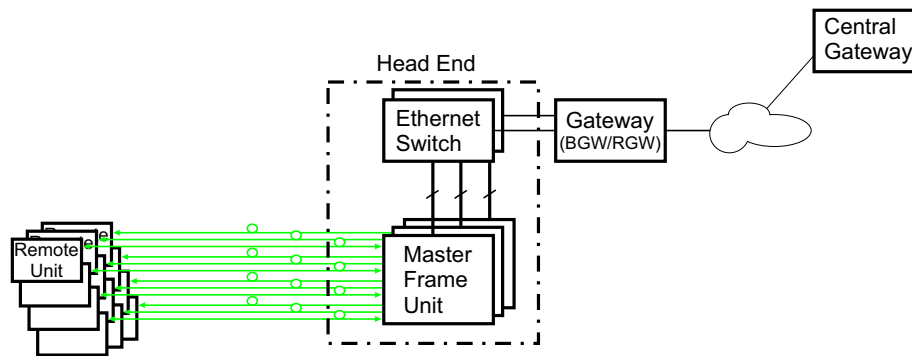 Central
Gateway
Head End
Ethernet
Switch
Gateway
(BGW/RGW)
Remote
Unit
Master
Frame
Unit